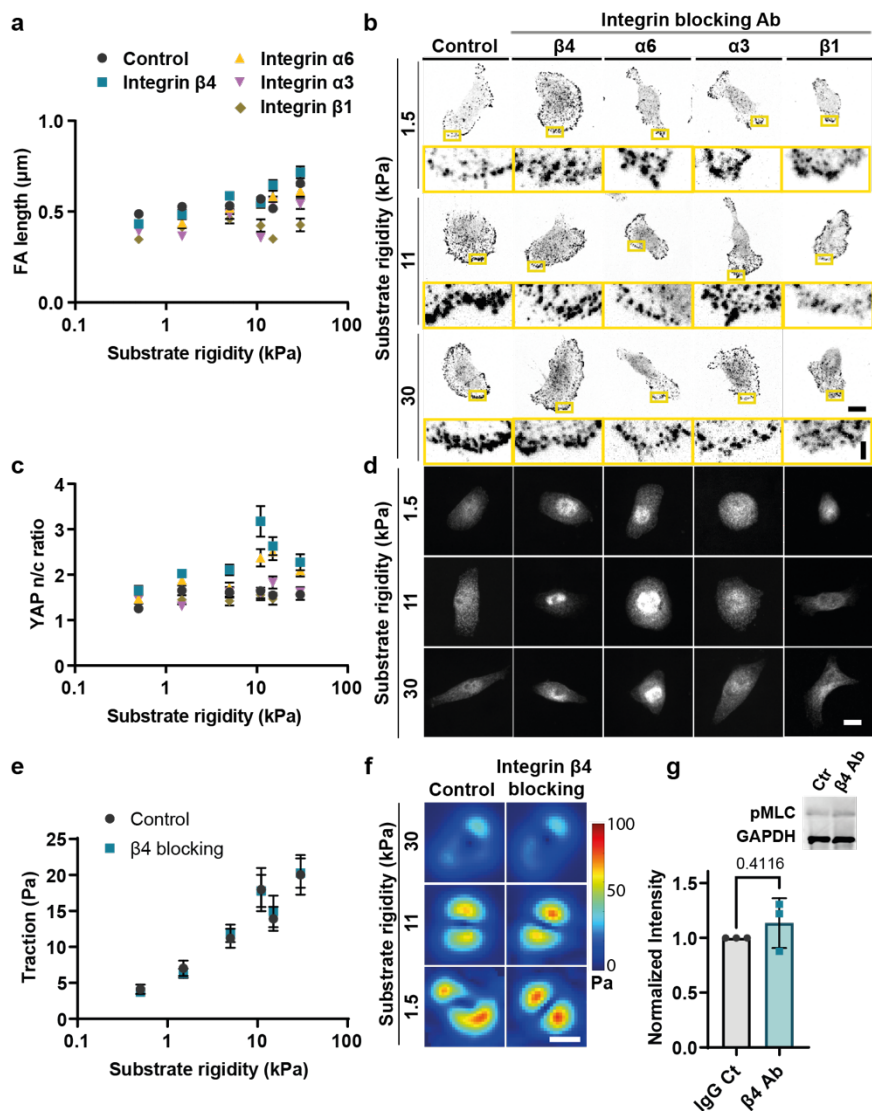 a
Control
Integrin β4
Integrin α6
Integrin α3
Integrin β1
FA length (μm)
1.0
0.5
0.0
0.1
1
10
100
Substrate rigidity (kPa)
b
Integrin blocking Ab
Control
β4
α6
α3
β1
Substrate rigidity (kPa)
1.5
11
30
c
YAP n/c ratio
4
3
2
1
0
0.1
1
10
100
Substrate rigidity (kPa)
d
Substrate rigidity (kPa)
1.5
11
30
e
Control
β4 blocking
Traction (Pa)
25
20
15
10
5
0
0.1
1
10
100
Substrate rigidity (kPa)
f
Control
Integrin β4
blocking
Substrate rigidity (kPa)
30
11
1.5
100
50
0
Pa
g
Ctr
β4 Ab
pMLC
GAPDH
0.4116
Normalized Intensity
1.5
1.0
0.5
0.0
IgG Ct
β4 Ab